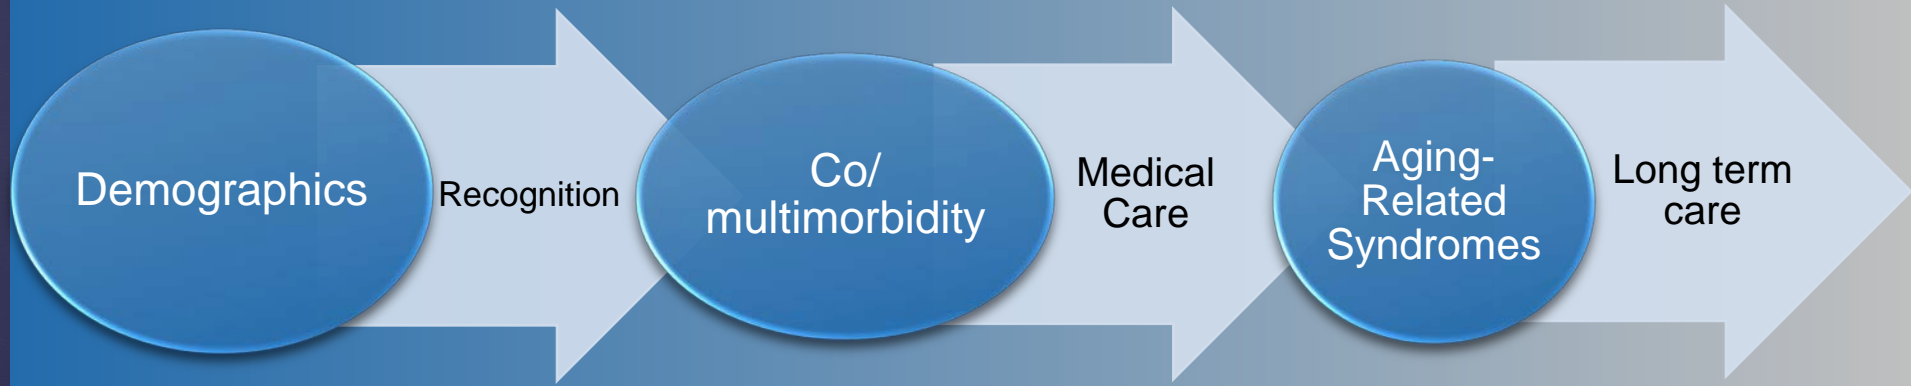 Demographics
Recognition
Co/
multimorbidity
Medical
Care
Aging-
Related
Syndromes
Long term
care